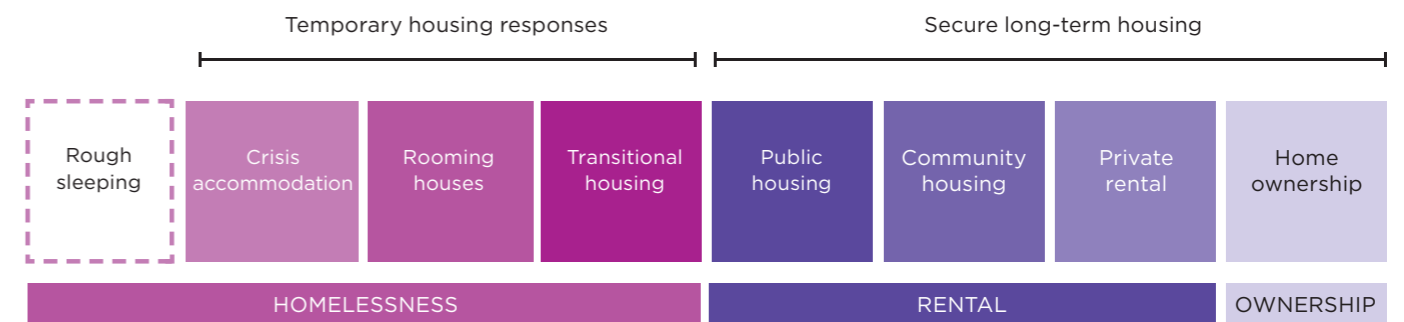 Temporary housing responses
Secure long-term housing
Rough
sleeping
Crisis
accommodation
Rooming
houses
Transitional
housing
Public
housing
Community
housing
Private
rental
Home
ownership
HOMELESSNESS
RENTAL
OWNERSHIP